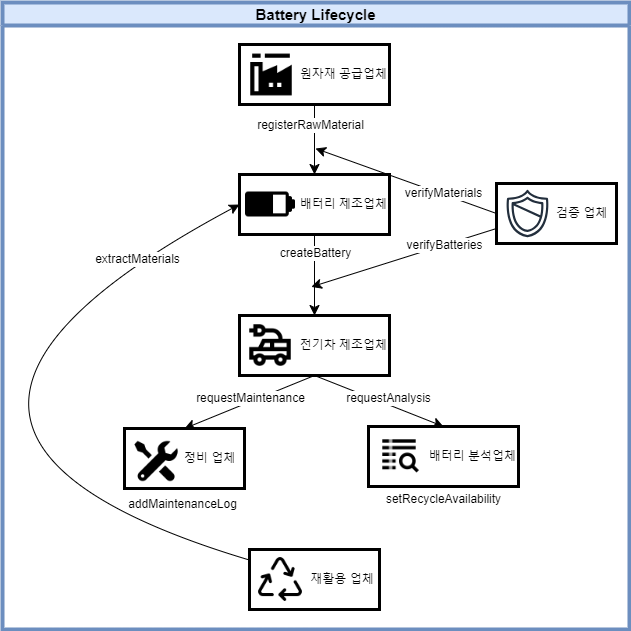 Battery Lifecycle
원자재 공급업체
registerRawMaterial
verifyMaterials
배터리 제조업체
검증 업체
verifyBatteries
createBattery
extractMaterials
전기차 제조업체
requestMaintenance
requestAnalysis
정비 업체
배터리 분석업체
addMaintenanceLog
setRecycleAvailability
재활용 업체